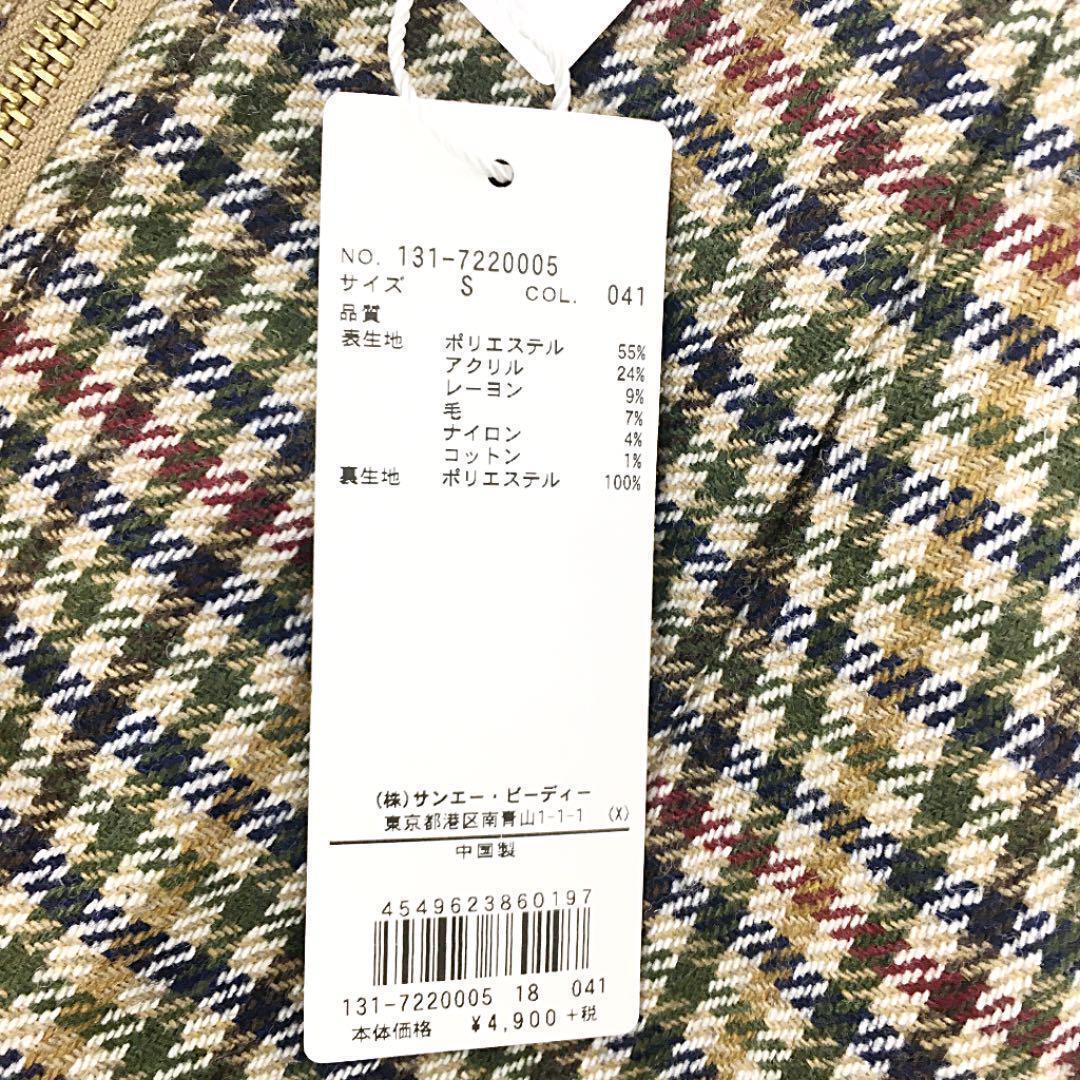 NO. 131-7220005
サイズ S COL. 041
品質
表生地 ポリエステル 55%
アクリル 24%
レーヨン 9%
毛 7%
ナイロン 4%
コットン 1%
裏生地 ポリエステル 100%
(株)サンエー・ビーディー
東京都港区南青山1-1-1 (X)
中国製
4549623860197
131-7220005 18 041
本体価格 ¥4,900 +税